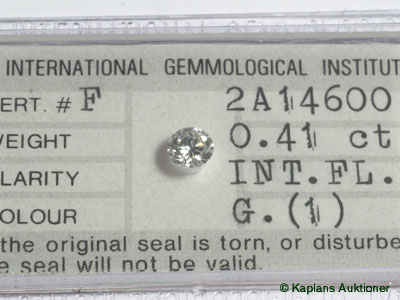 INTERNATIONAL GEMMOLOGICAL INSTITUT
ERT. # F 2A14600
WEIGHT 0.41 ct
LARITY INT.FL.
OLOUR G.(1)
the original seal is torn, or disturbe
e seal will not be valid.
© Kaplans Auktioner